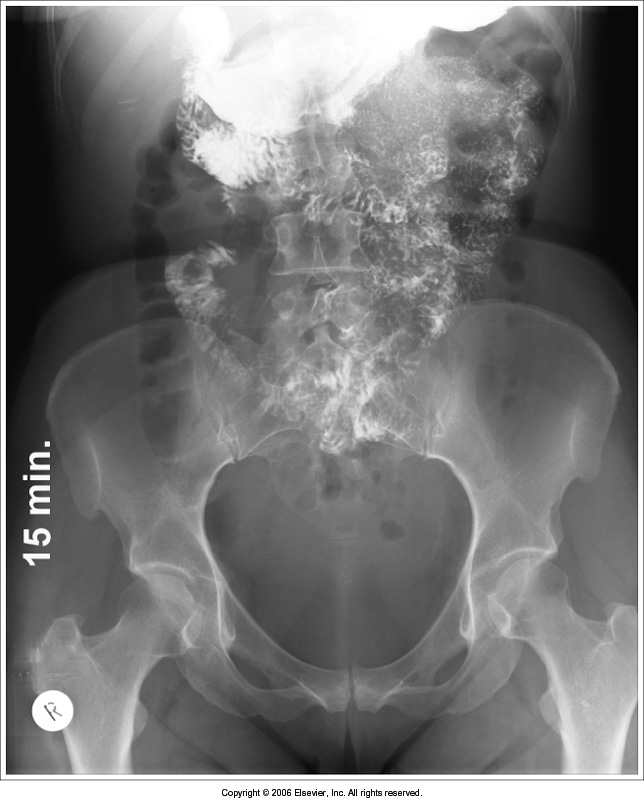 15 min.
R
Copyright © 2006 Elsevier, Inc. All rights reserved.